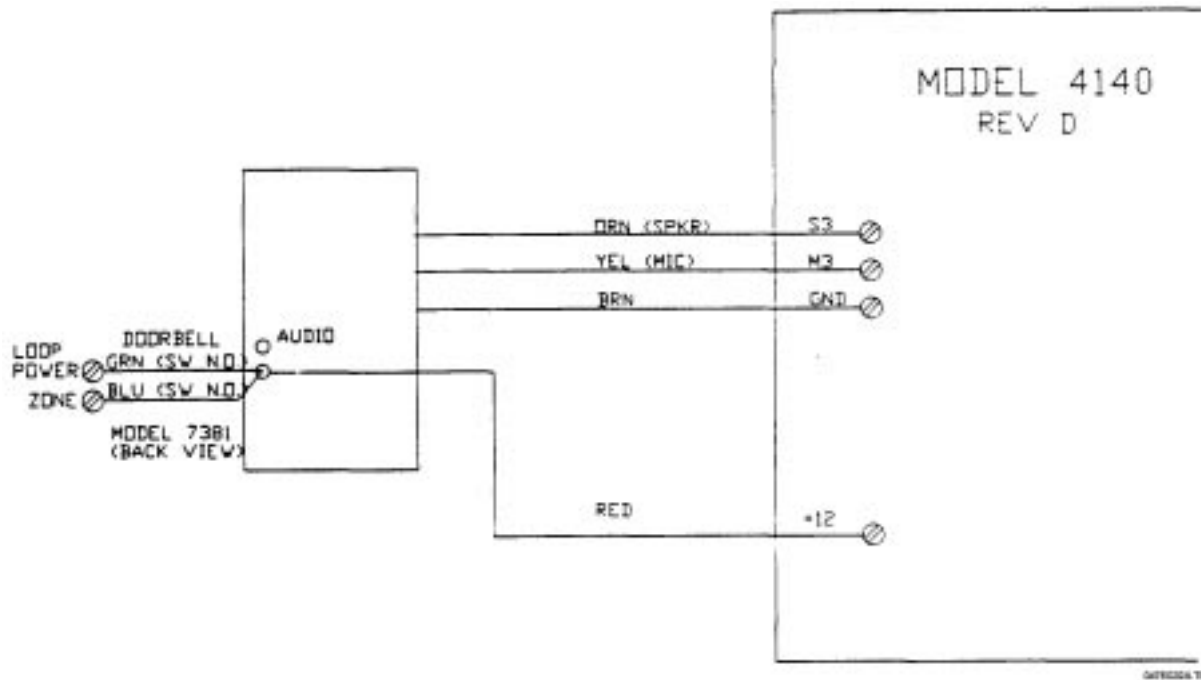 MODEL 4140
REV D
ORN (SPKR) S3
YEL (MIC) M3
BRN GND
DOORBELL AUDIO
LOOP POWER GRN (SW N.O.)
ZONE BLU (SW N.O.)
MODEL 7381
(BACK VIEW)
RED +12